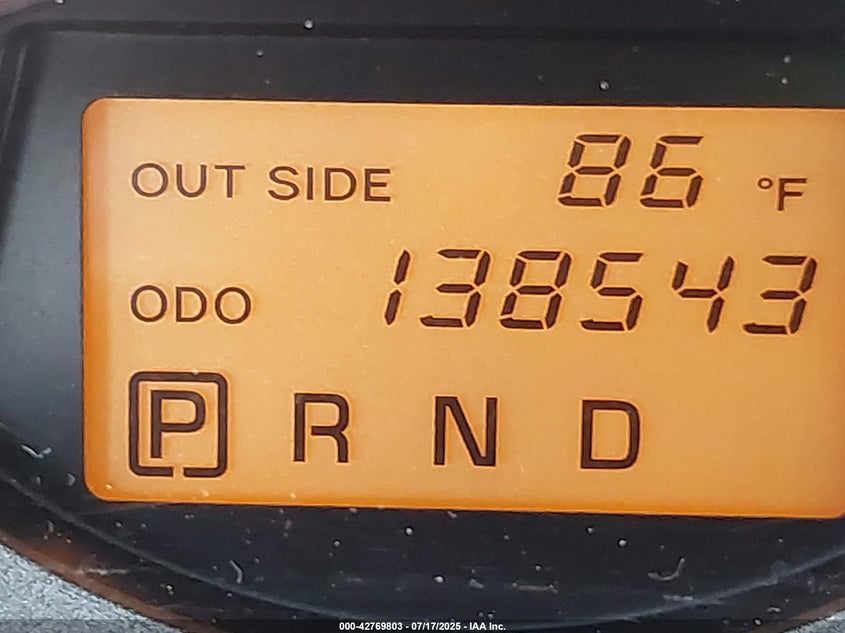 OUT SIDE 86 °F
ODO 138543
P R N D
000-42769803 - 07/17/2025 - IAA Inc.